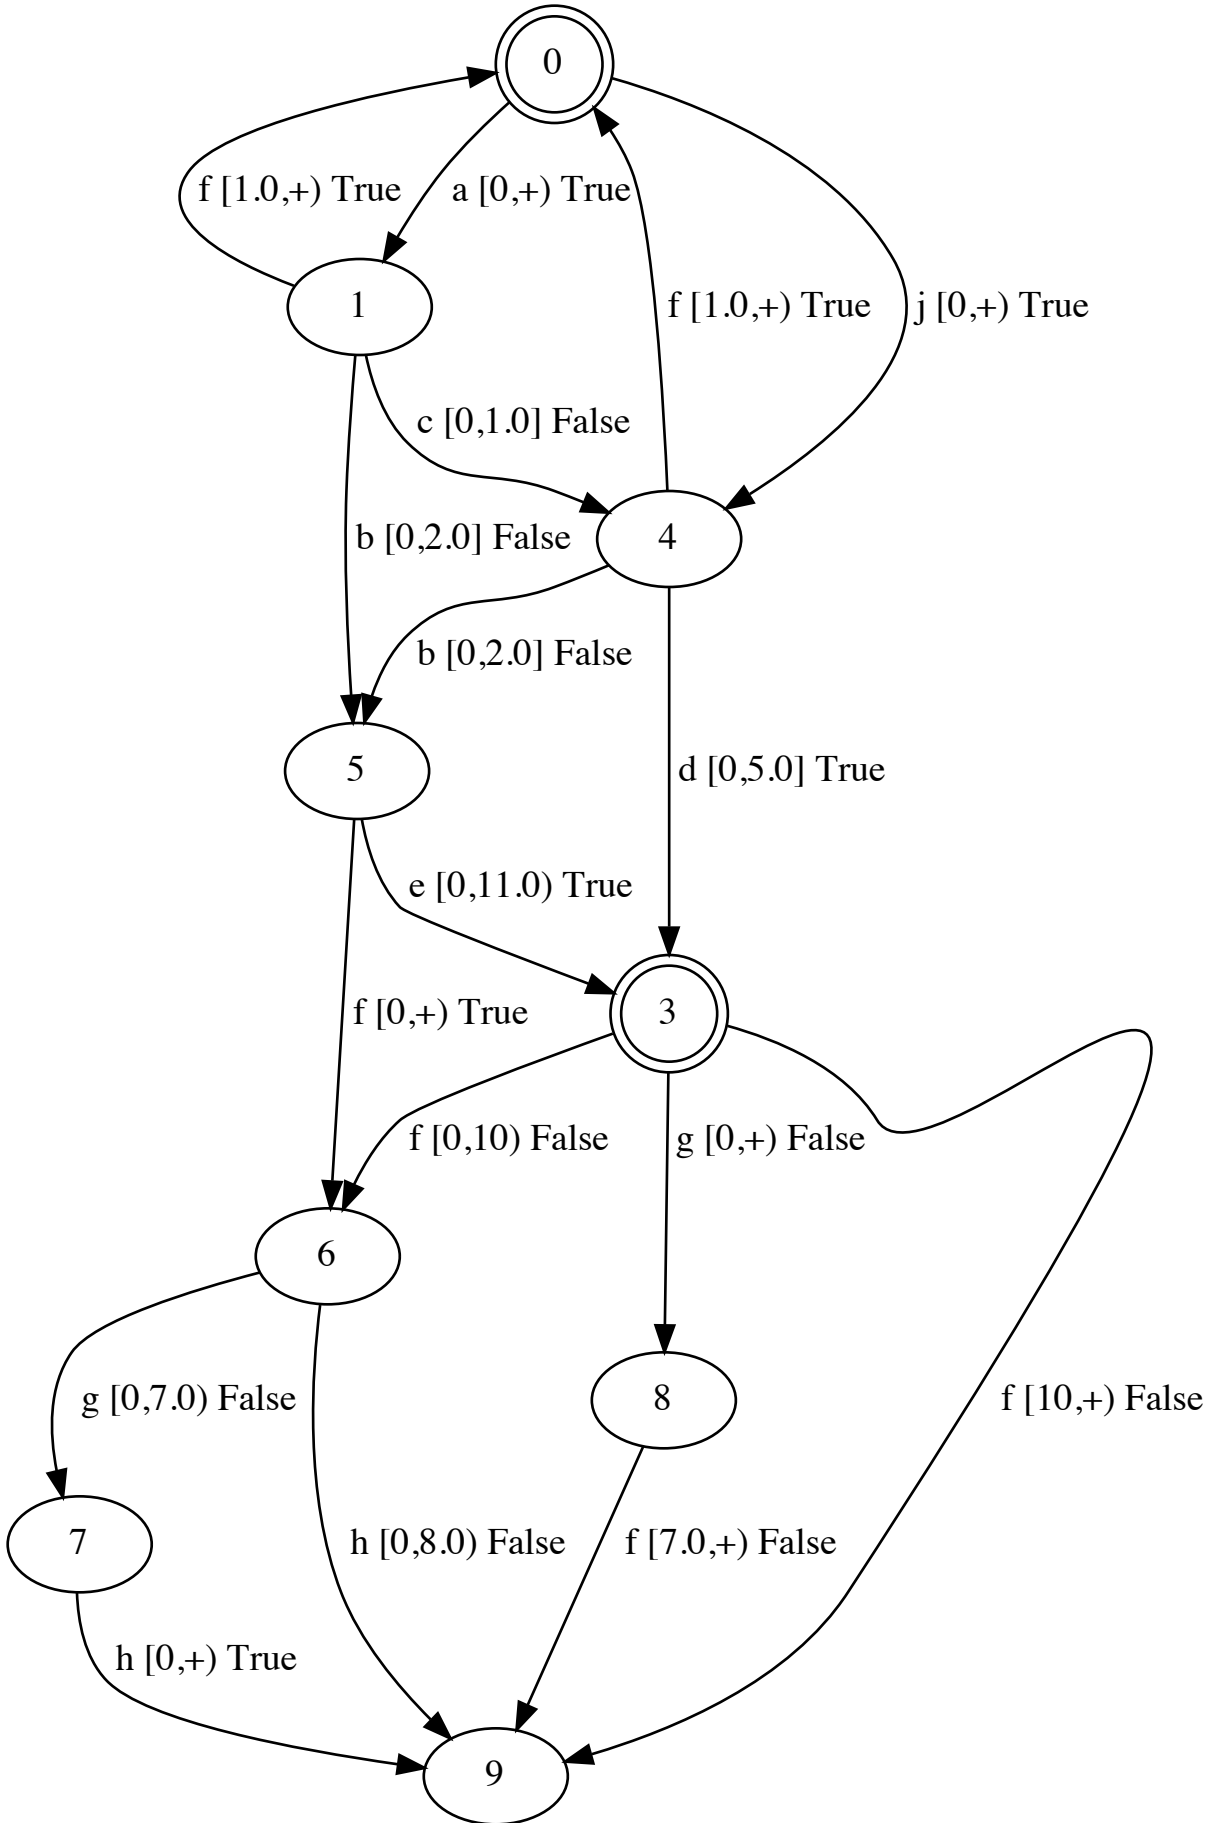 0
f [1.0,+) True
a [0,+) True
1
f [1.0,+) True
j [0,+) True
c [0,1.0] False
b [0,2.0] False
4
b [0,2.0] False
5
d [0,5.0] True
e [0,11.0) True
f [0,+) True
3
f [0,10) False
g [0,+) False
6
g [0,7.0) False
8
f [10,+) False
7
h [0,8.0) False
f [7.0,+) False
h [0,+) True
9